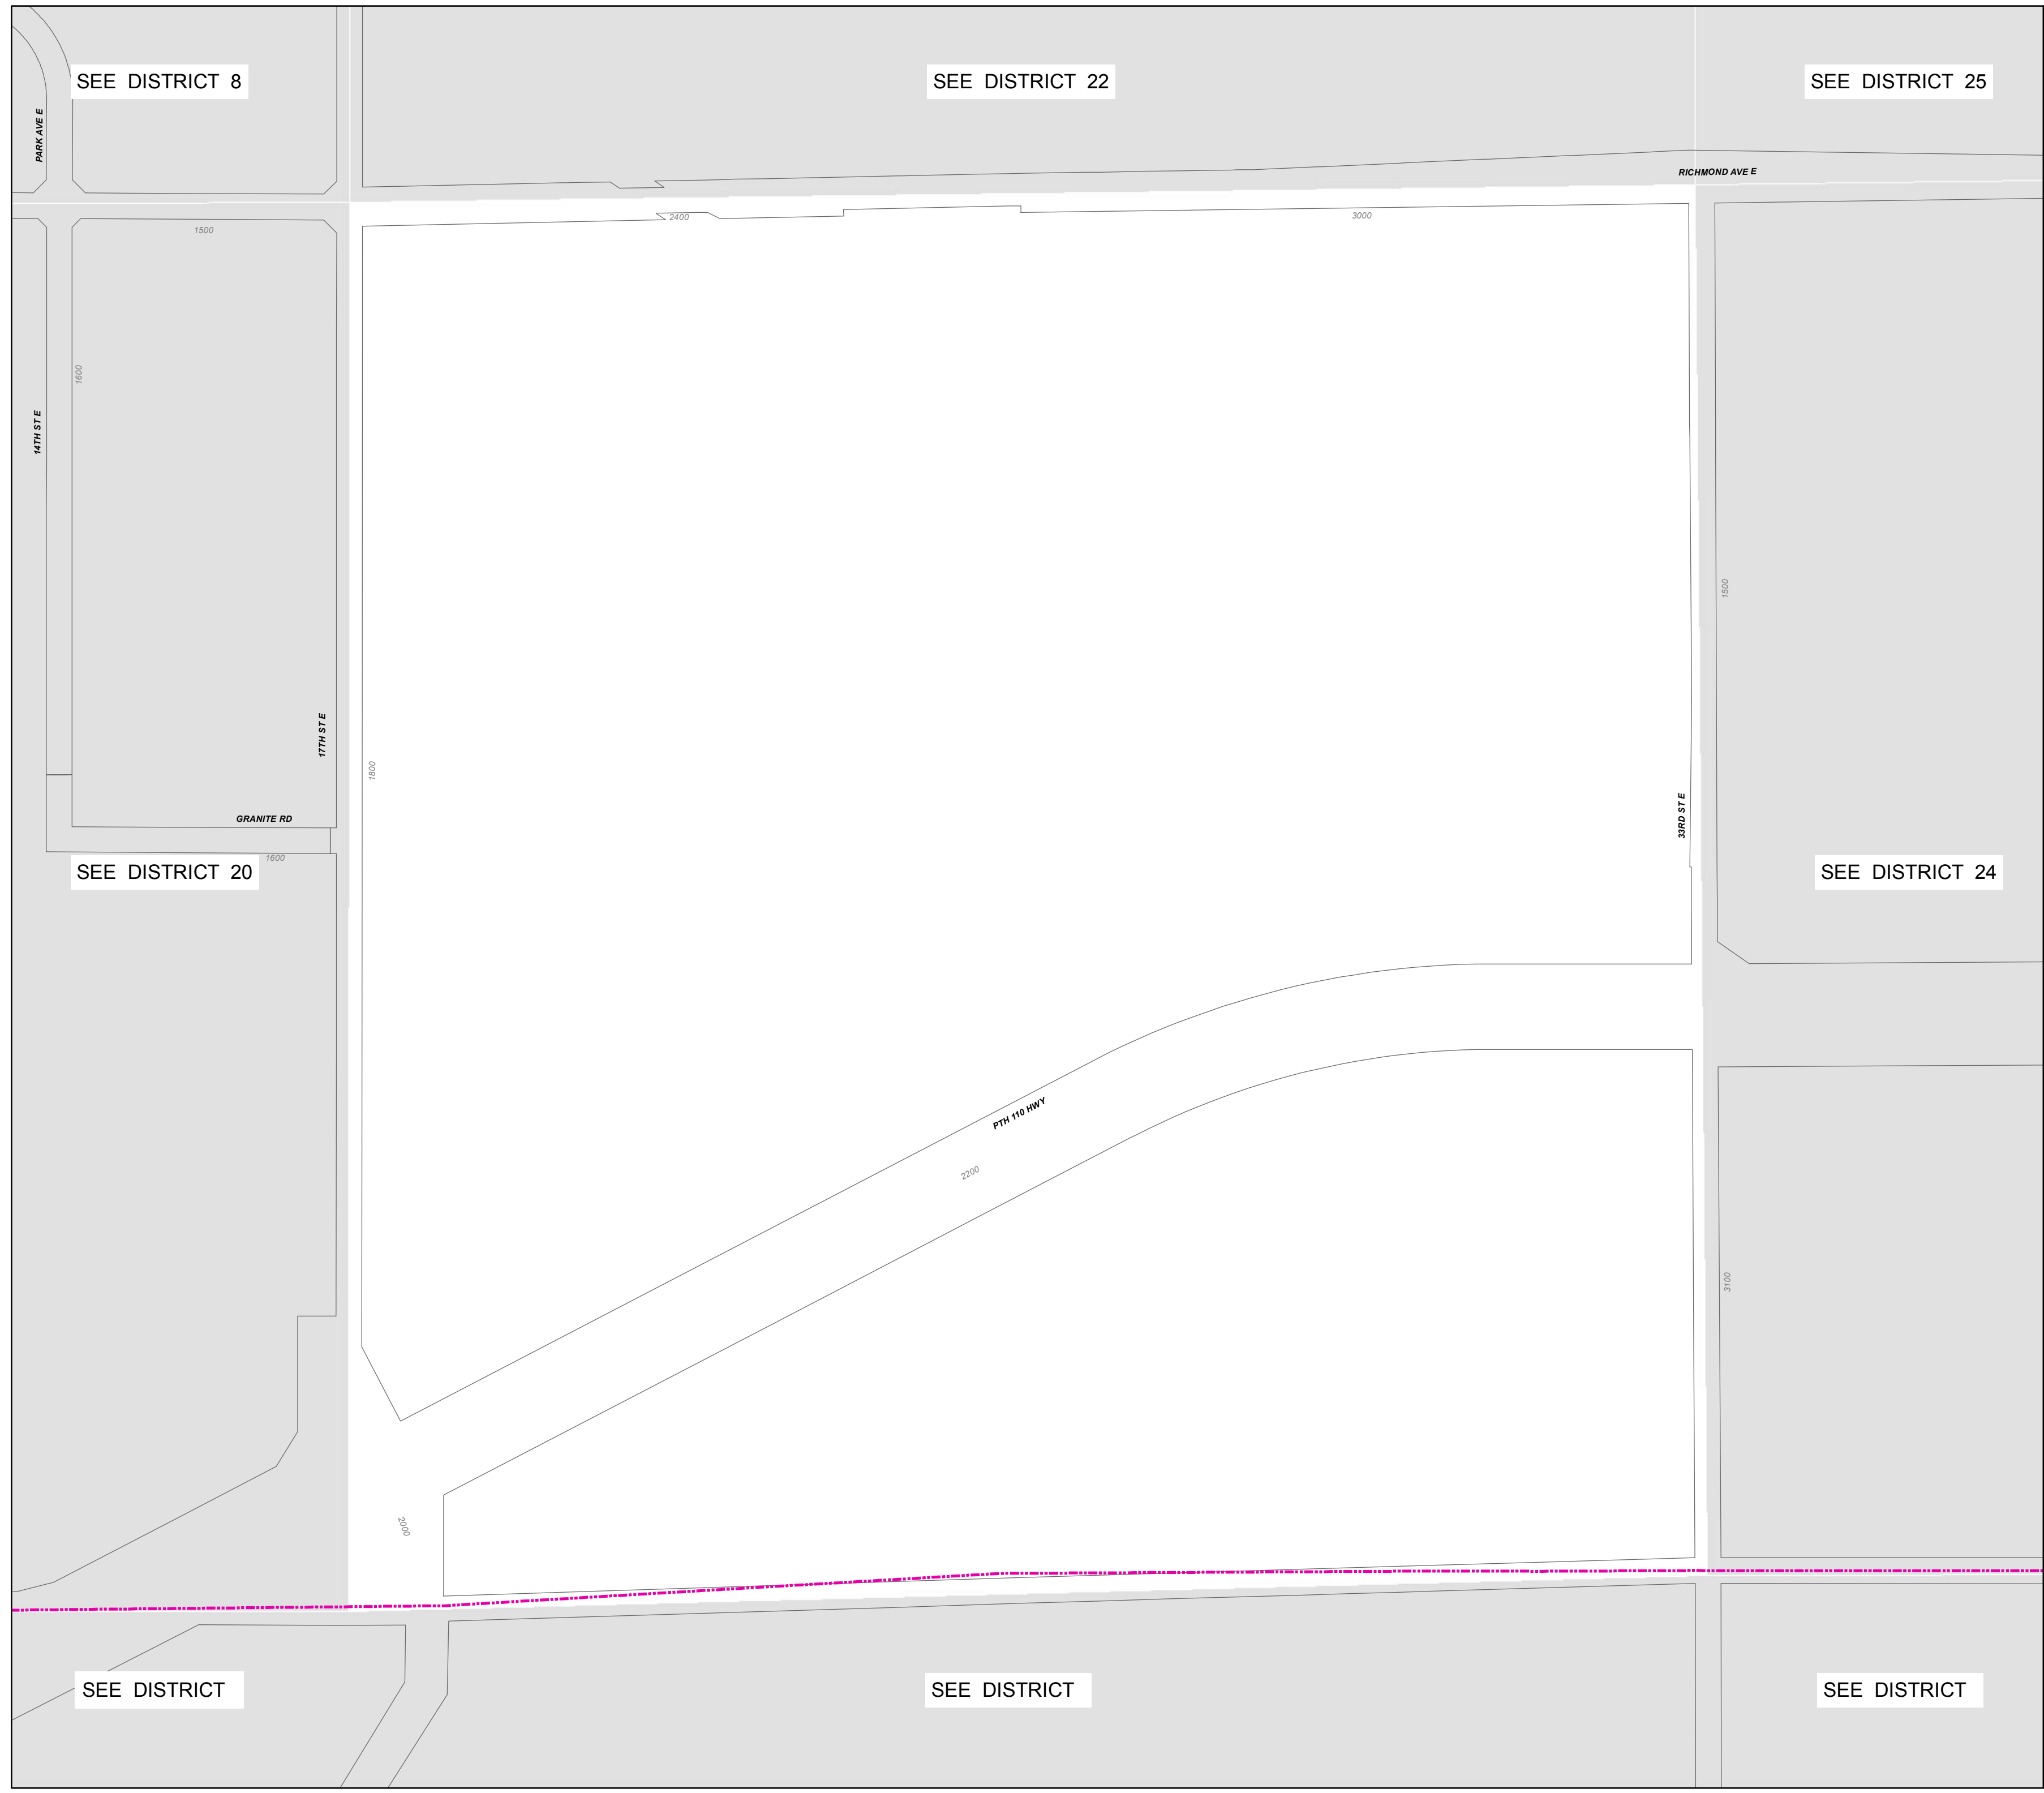 SEE DISTRICT 8
SEE DISTRICT 22
SEE DISTRICT 25
PARK AVE E
RICHMOND AVE E
1500
2400
3000
1600
14TH ST E
1500
17TH ST E
1800
33RD ST E
GRANITE RD
1600
SEE DISTRICT 20
SEE DISTRICT 24
PTH 110 HWY
2200
3100
2000
SEE DISTRICT
SEE DISTRICT
SEE DISTRICT